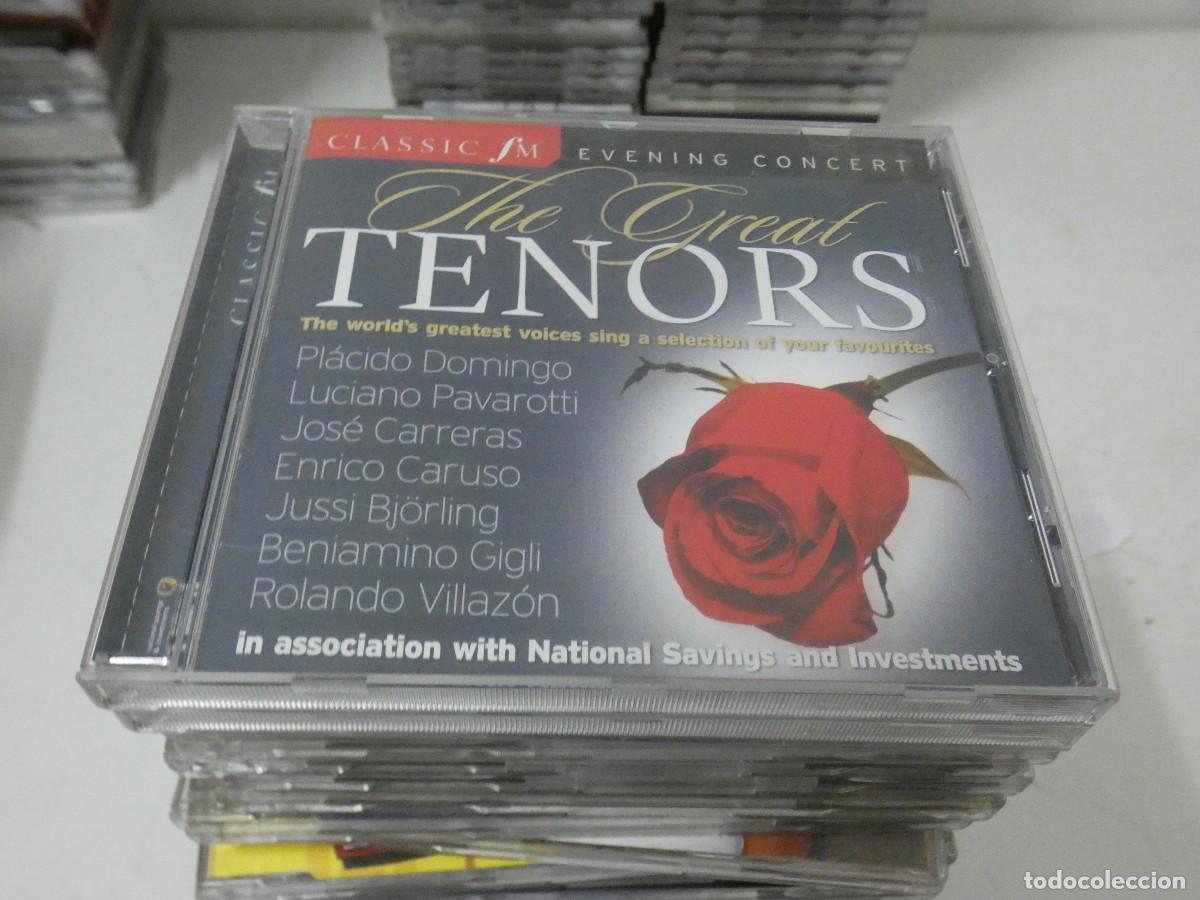 CLASSIC fM
EVENING CONCERT
The Great
TENORS
The world's greatest voices sing a selection of your favourites
Plácido Domingo
Luciano Pavarotti
José Carreras
Enrico Caruso
Jussi Björling
Beniamino Gigli
Rolando Villazón
in association with National Savings and Investments
CLASSIC fM
todocoleccion